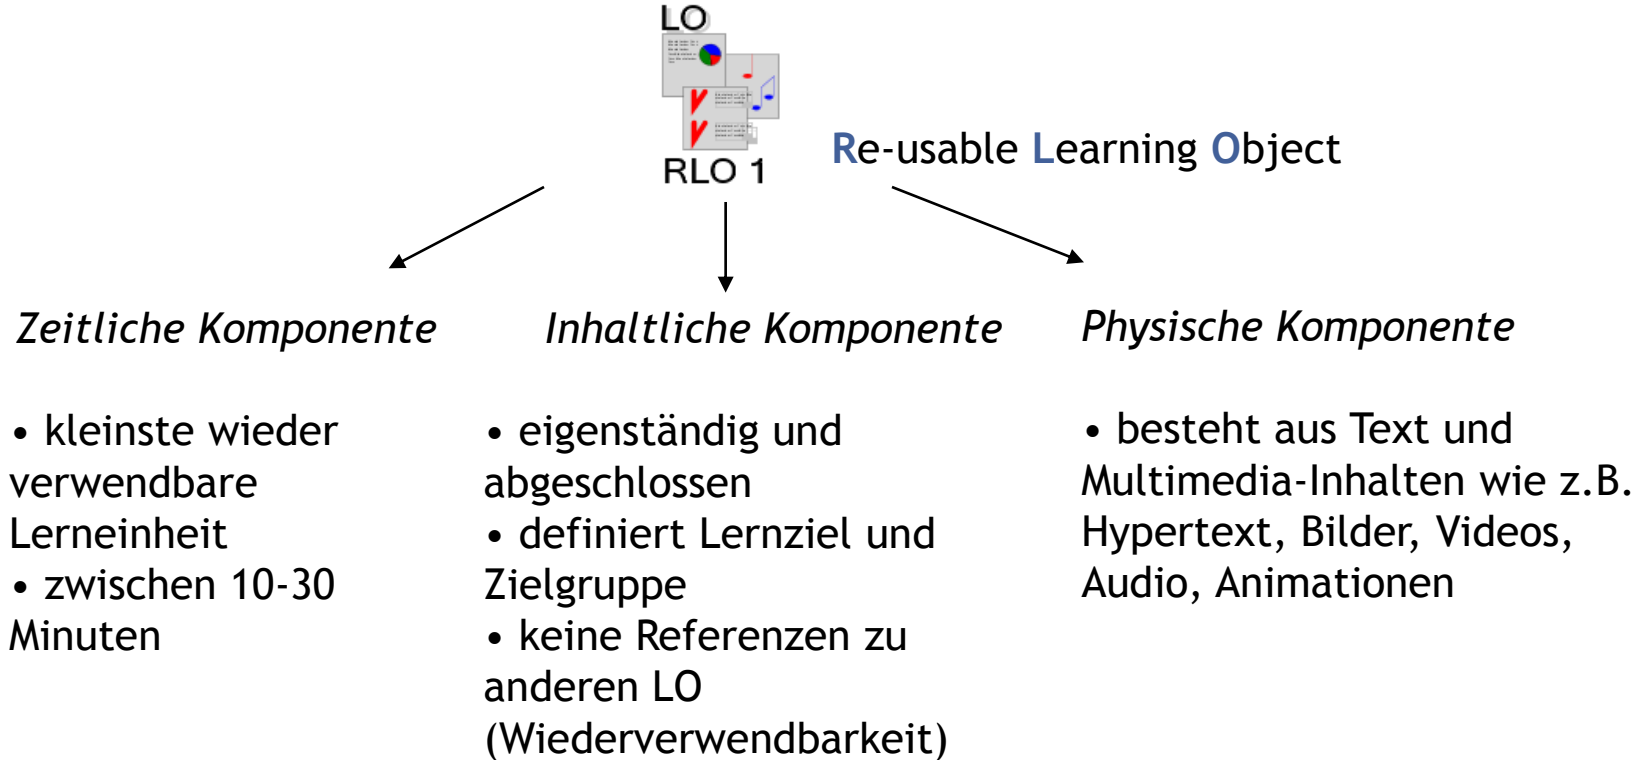 LO
RLO 1
Re-usable Learning Object
Zeitliche Komponente
• kleinste wieder
verwendbare
Lerneinheit
• zwischen 10-30
Minuten
Inhaltliche Komponente
• eigenständig und
abgeschlossen
• definiert Lernziel und
Zielgruppe
• keine Referenzen zu
anderen LO
(Wiederverwendbarkeit)
Physische Komponente
• besteht aus Text und
Multimedia-Inhalten wie z.B.
Hypertext, Bilder, Videos,
Audio, Animationen